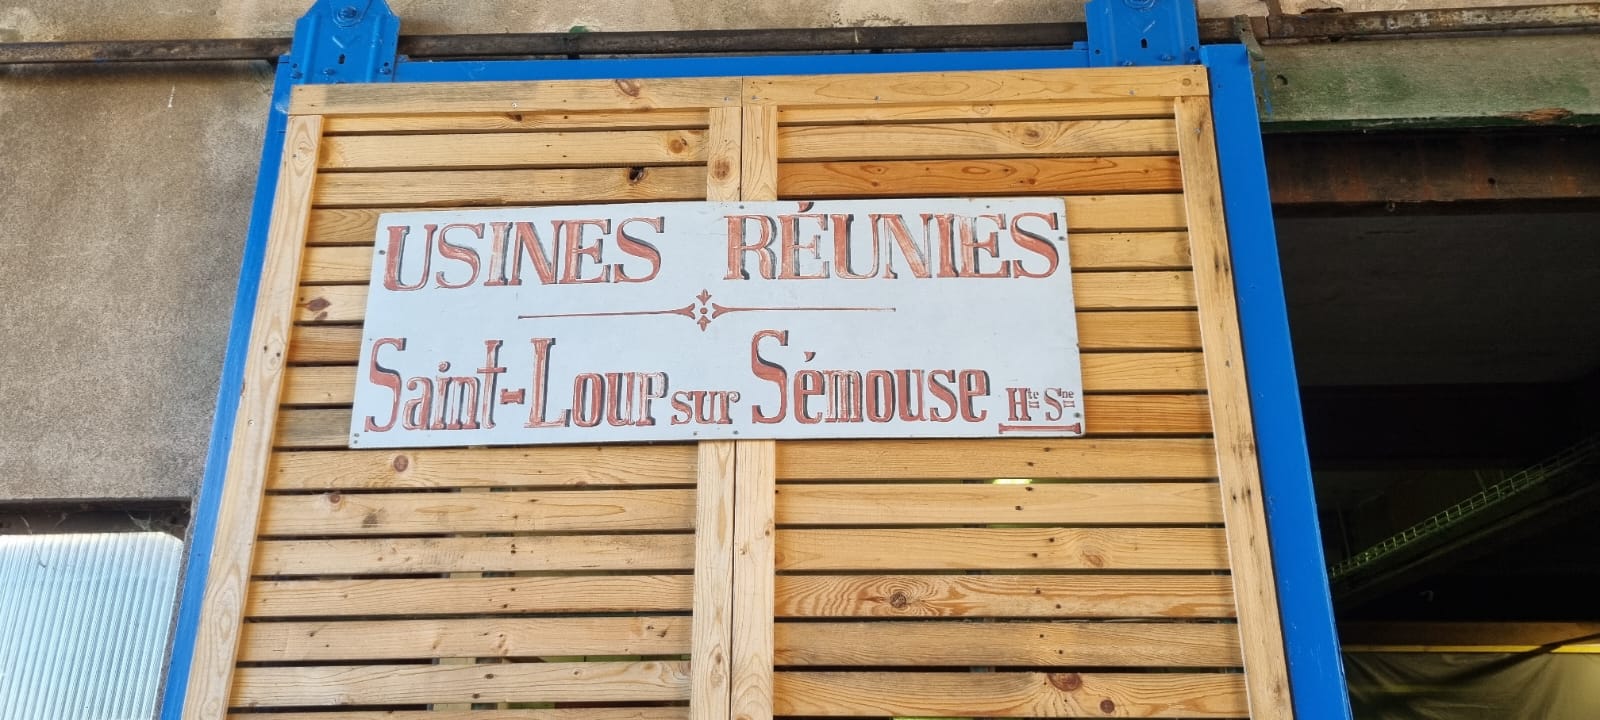 USINES RÉUNIES
Saint-Loup sur Sémouse Hte Sne